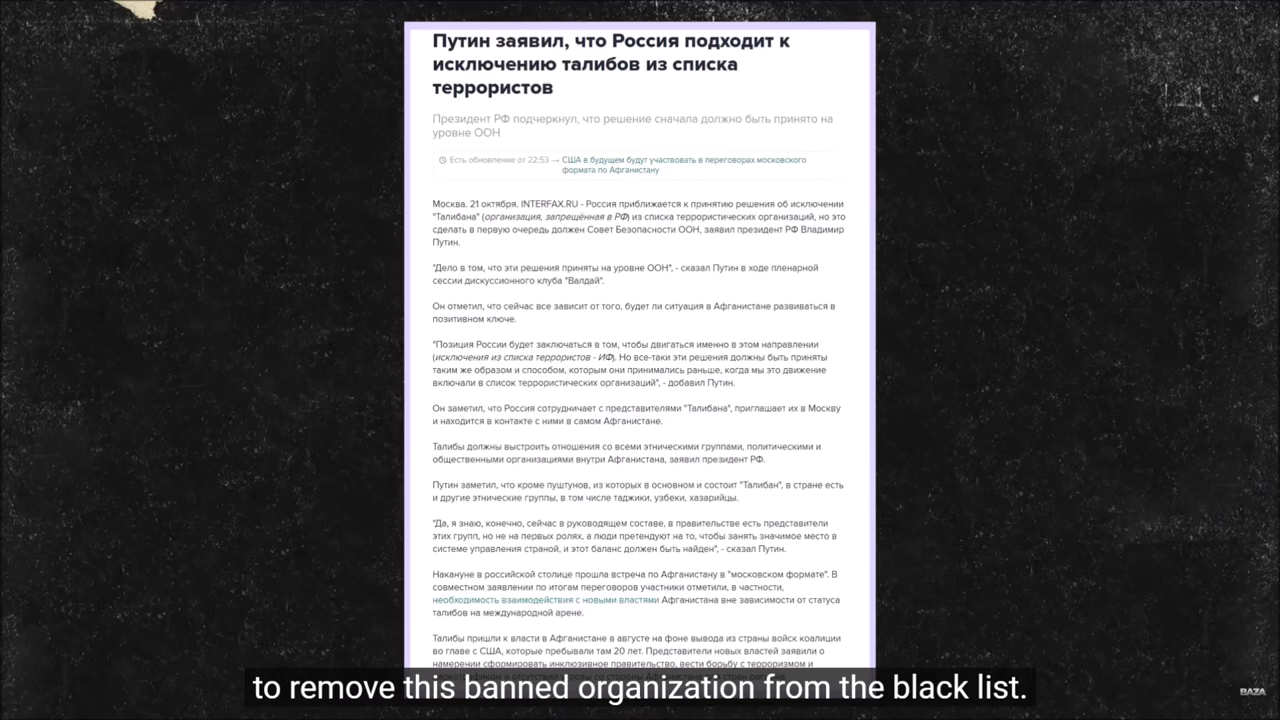 Путин заявил, что Россия подходит к
исключению талибов из списка
террористов
Президент РФ подчеркнул, что решение сначала должно быть принято на
уровне ООН
Есть обновление от 22:53 → США в будущем будут участвовать в переговорах московского
формата по Афганистану
Москва. 21 октября. INTERFAX.RU - Россия приближается к принятию решения об исключении
"Талибана" (организация, запрещённая в РФ) из списка террористических организаций, но это
сделать в первую очередь должен Совет Безопасности ООН, заявил президент РФ Владимир
Путин.
"Дело в том, что эти решения приняты на уровне ООН", - сказал Путин в ходе пленарной
сессии дискуссионного клуба "Валдай".
Он отметил, что сейчас все зависит от того, будет ли ситуация в Афганистане развиваться в
позитивном ключе.
"Позиция России будет заключаться в том, чтобы двигаться именно в этом направлении
(исключения из списка террористов - ИФ). Но все-таки эти решения должны быть приняты
таким же образом и способом, которым они принимались раньше, когда мы это движение
включали в список террористических организаций", - добавил Путин.
Он заметил, что Россия сотрудничает с представителями "Талибана", приглашает их в Москву
и находится в контакте с ними в самом Афганистане.
Талибы должны выстроить отношения со всеми этническими группами, политическими и
общественными организациями внутри Афганистана, заявил президент РФ.
Путин заметил, что кроме пуштунов, из которых в основном и состоит "Талибан", в стране есть
и другие этнические группы, в том числе таджики, узбеки, хазарийцы.
"Да, я знаю, конечно, сейчас в руководящем составе, в правительстве есть представители
этих групп, но не на первых ролях, а люди претендуют на то, чтобы занять значимое место в
системе управления страной, и этот баланс должен быть найден", - сказал Путин.
Накануне в российской столице прошла встреча по Афганистану в "московском формате". В
совместном заявлении по итогам переговоров участники отметили, в частности,
необходимость взаимодействия с новыми властями Афганистана вне зависимости от статуса
талибов на международной арене.
Талибы пришли к власти в Афганистане в августе на фоне вывода из страны войск коалиции
во главе с США, которые пребывали там 20 лет. Представители новых властей заявили о
намерении сформировать инклюзивное правительство, вести борьбу с терроризмом и
to remove this banned organization from the black list.
BAZA